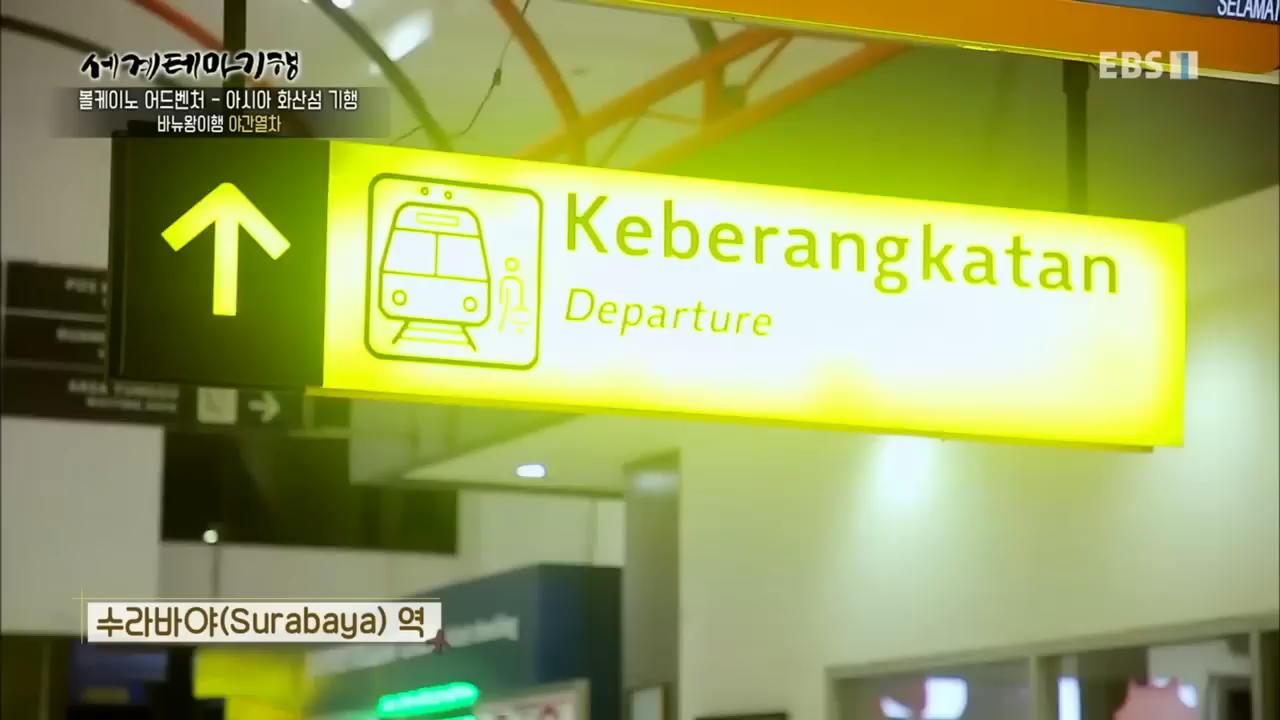 세계테마기행
볼케이노 어드벤처 - 아시아 화산섬 기행
바뉴왕이행 야간열차
EBS1
SELAMAT
Keberangkatan
Departure
수라바야(Surabaya) 역